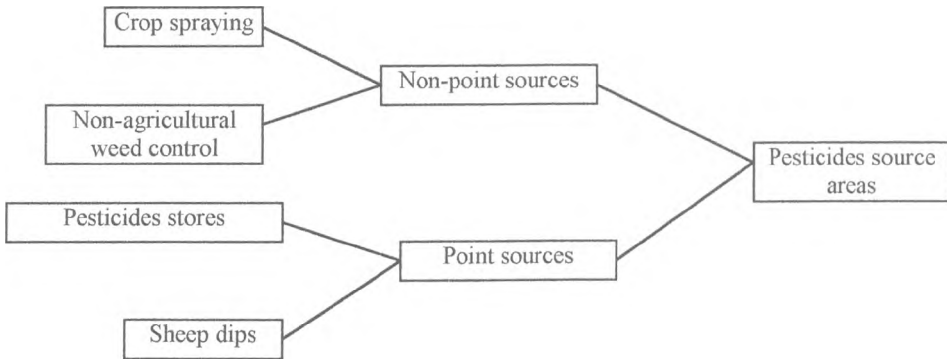 Crop spraying
Non-agricultural
weed control
Non-point sources
Pesticides source
areas
Pesticides stores
Point sources
Sheep dips